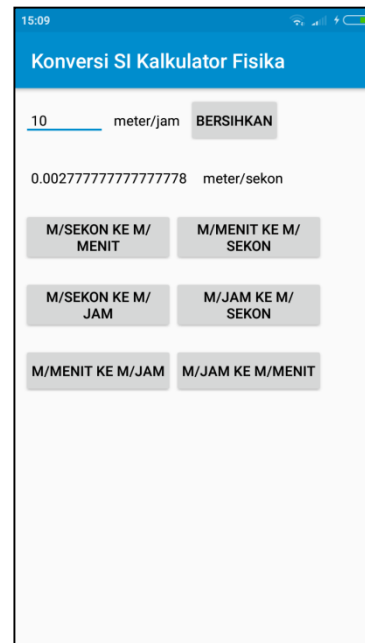 15:09
Konversi SI Kalkulator Fisika
10 meter/jam BERSIHKAN
0.002777777777777778 meter/sekon
M/SEKON KE M/
MENIT
M/MENIT KE M/
SEKON
M/SEKON KE M/
JAM
M/JAM KE M/
SEKON
M/MENIT KE M/JAM
M/JAM KE M/MENIT